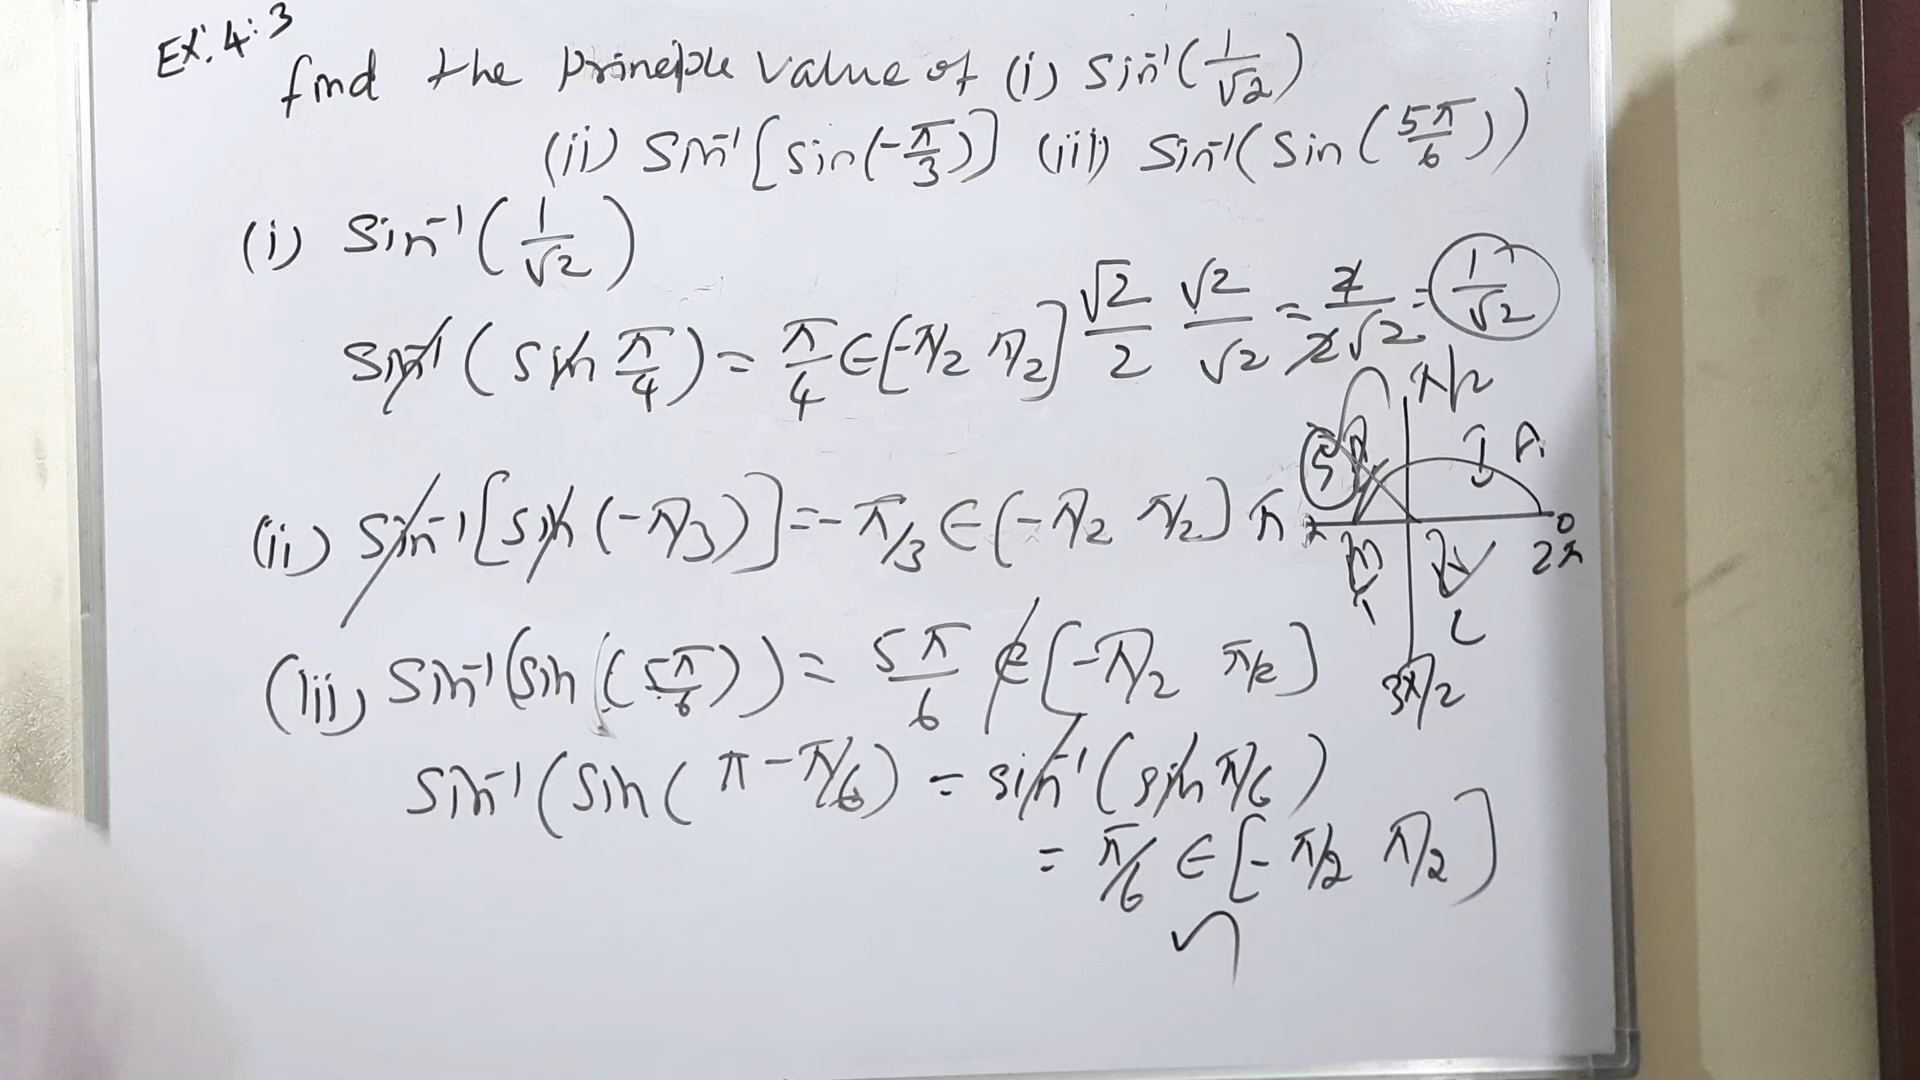 Ex: 4.3
find the Principle value of (i) Sin⁻¹(1/√2)
(ii) Sin⁻¹[sin(-π/3)] (iii) Sin⁻¹(Sin(5π/6))
(i) Sin⁻¹(1/√2)
Sin⁻¹(sin π/4) = π/4 ∈ [-π/2 π/2] √2/2 √2/√2 = 2/2√2 = 1/√2
π/2
S A
(ii) Sin⁻¹[sin(-π/3)] = -π/3 ∈ [-π/2 π/2] π
0
2π
3π/2
(iii) Sin⁻¹(sin(5π/6)) = 5π/6 ∉ [-π/2 π/2]
Sin⁻¹(Sin(π-π/6) = sin⁻¹(sin π/6)
= π/6 ∈ [-π/2 π/2]